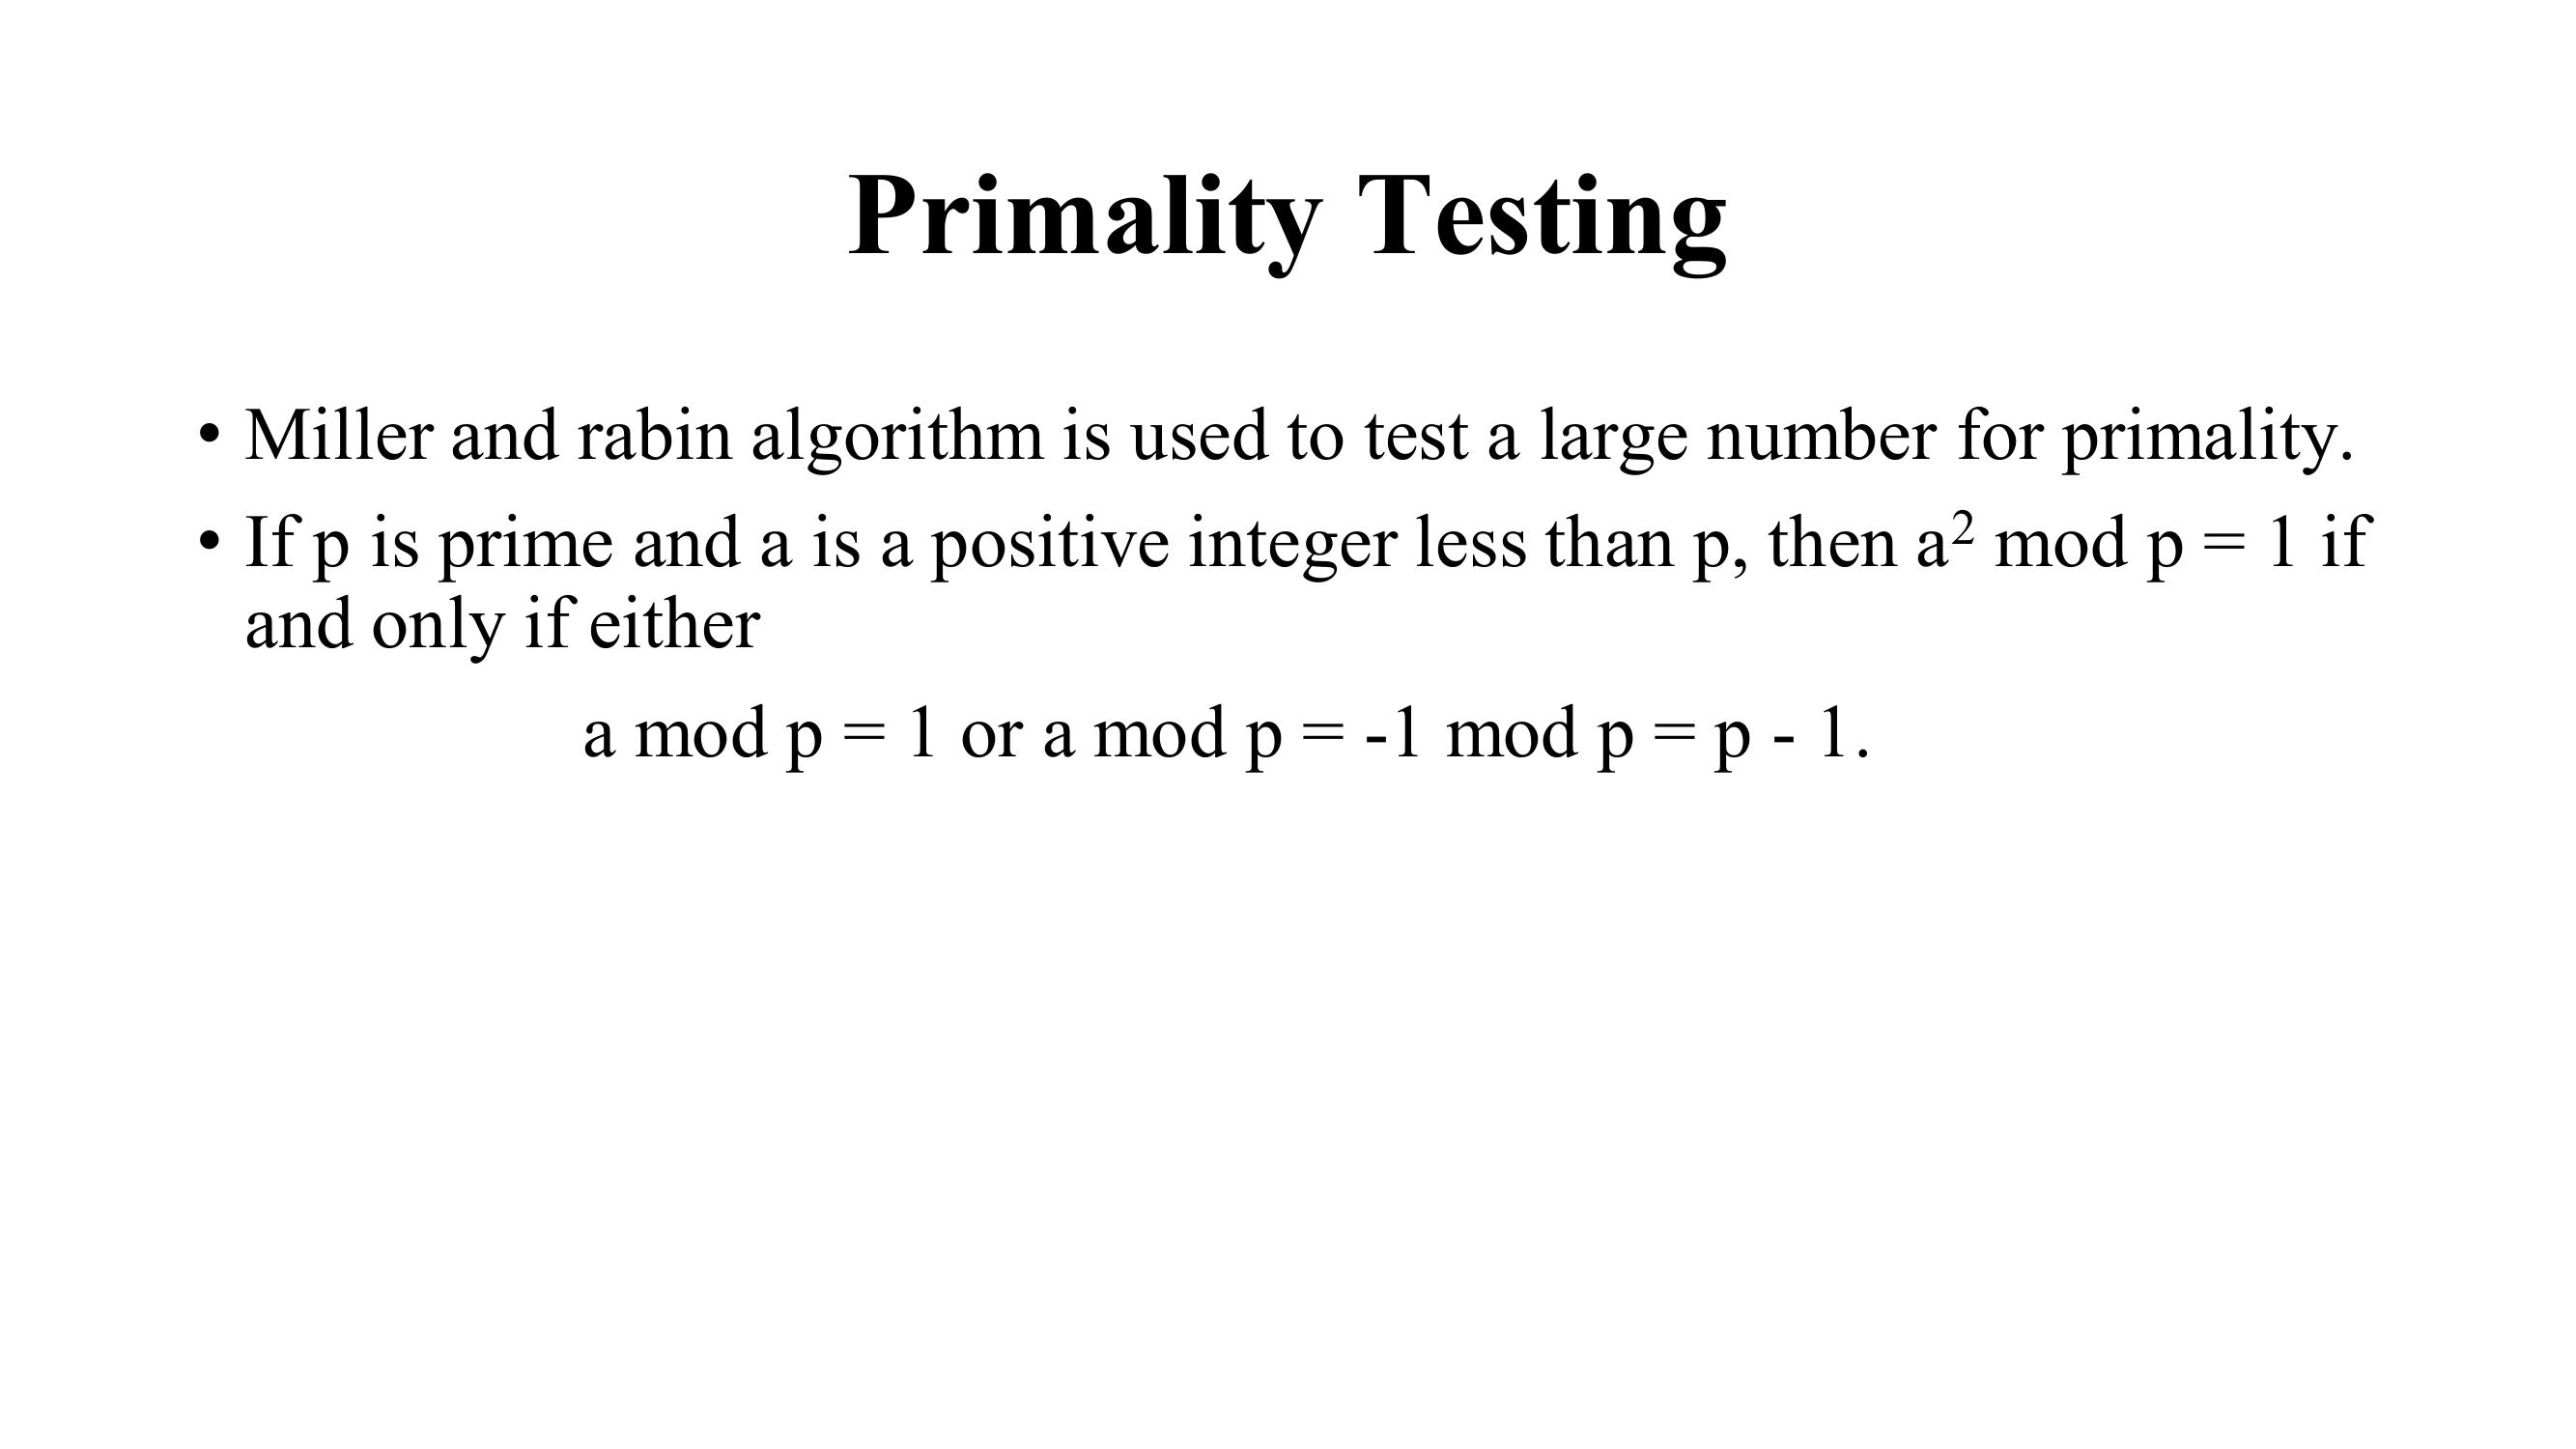 Primality Testing
• Miller and rabin algorithm is used to test a large number for primality.
• If p is prime and a is a positive integer less than p, then a² mod p = 1 if
and only if either
a mod p = 1 or a mod p = -1 mod p = p - 1.